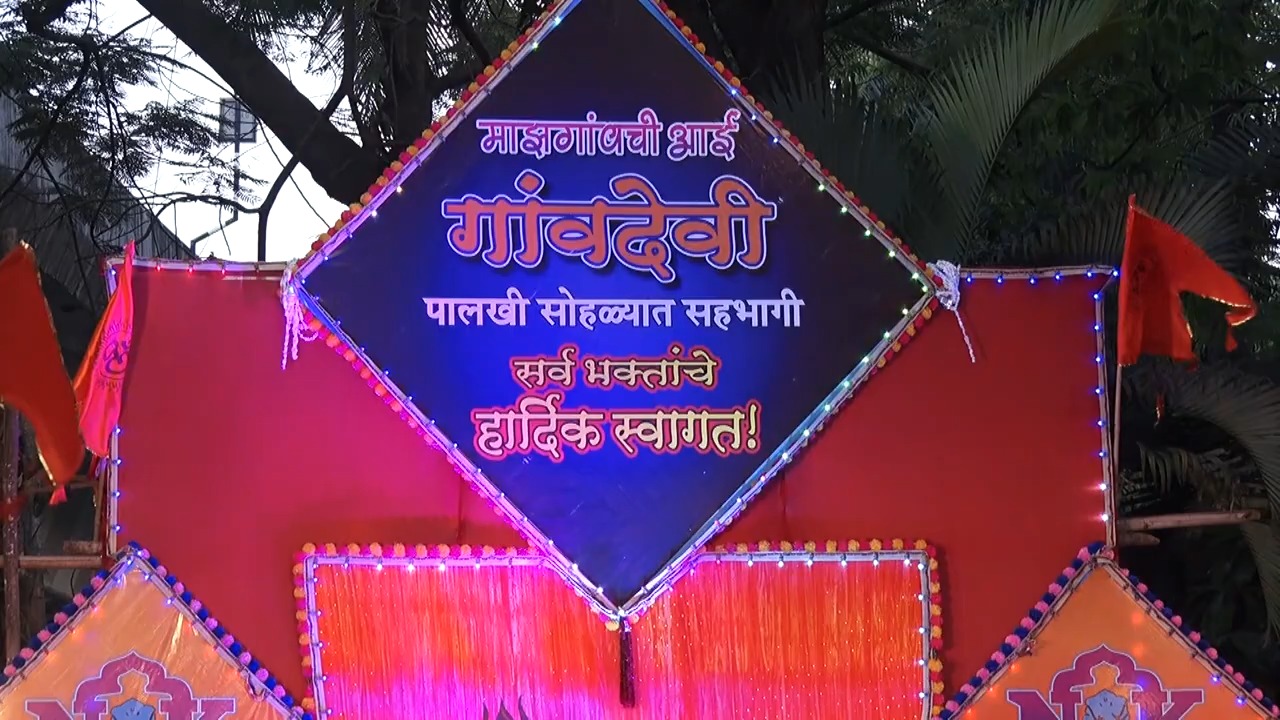 माझगांवची आई
गांवदेवी
पालखी सोहळ्यात सहभागी
सर्व भक्तांचे
हार्दिक स्वागत!
N K
N K